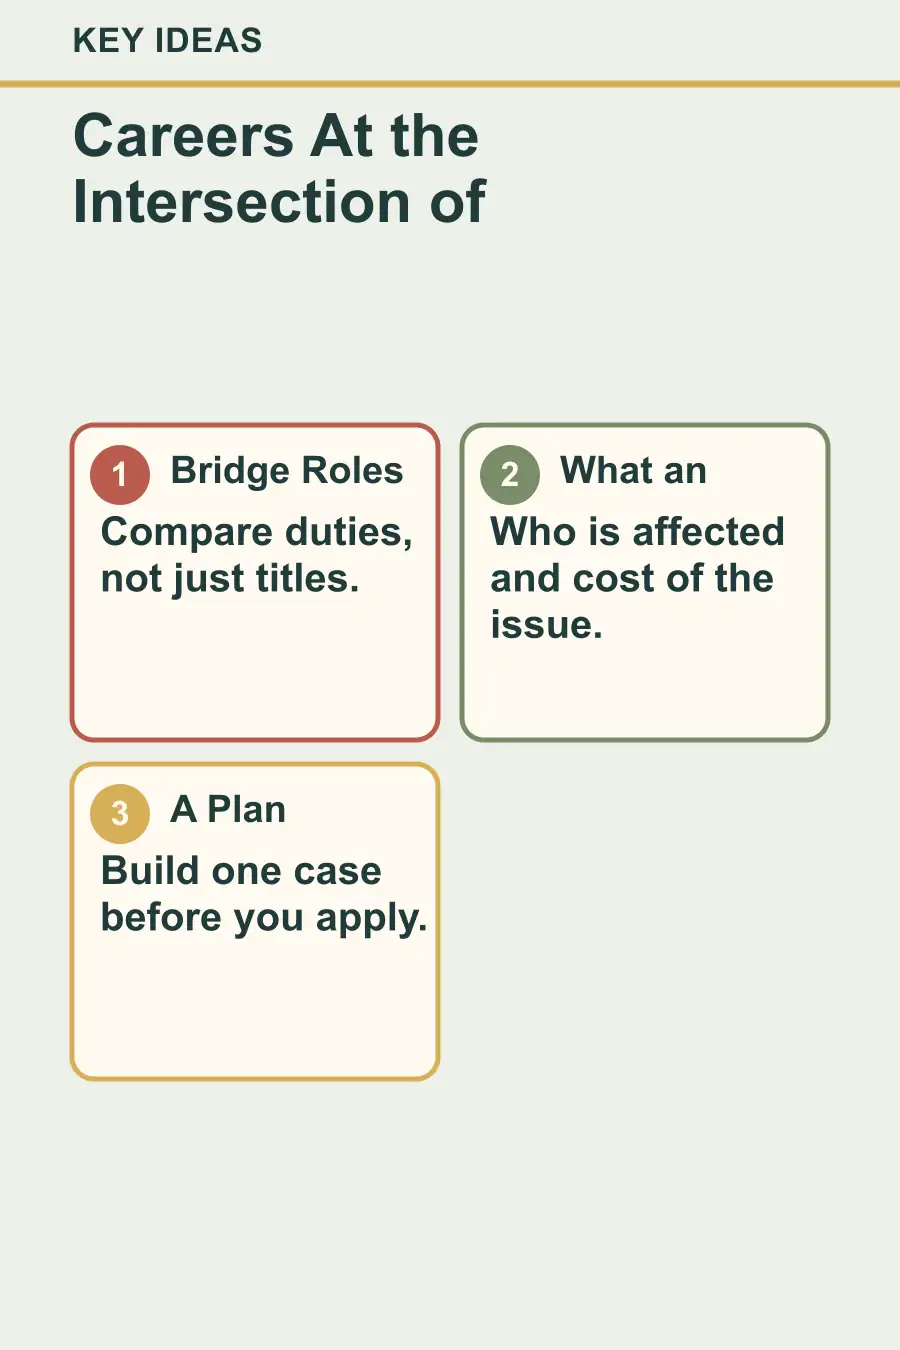 KEY IDEAS
Careers At the
Intersection of
1
Bridge Roles
Compare duties,
not just titles.
2
What an
Who is affected
and cost of the
issue.
3
A Plan
Build one case
before you apply.